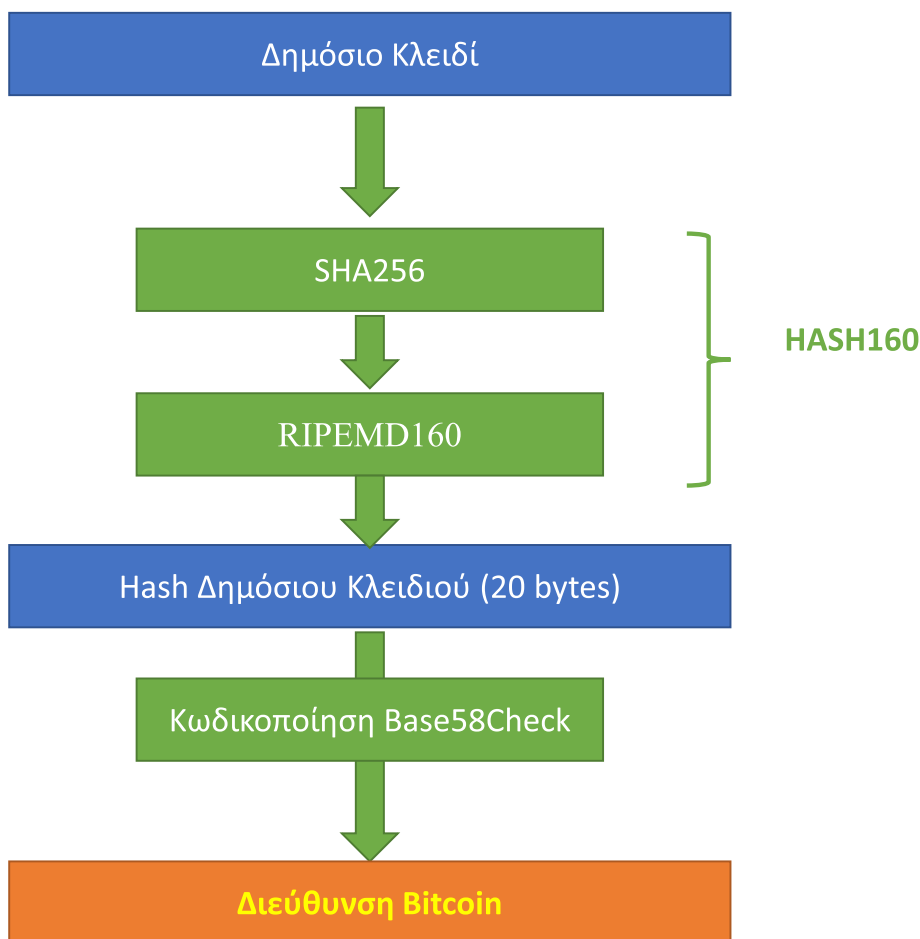 Δημόσιο Κλειδί
SHA256
HASH160
RIPEMD160
Hash Δημόσιου Κλειδιού (20 bytes)
Κωδικοποίηση Base58Check
Διεύθυνση Bitcoin